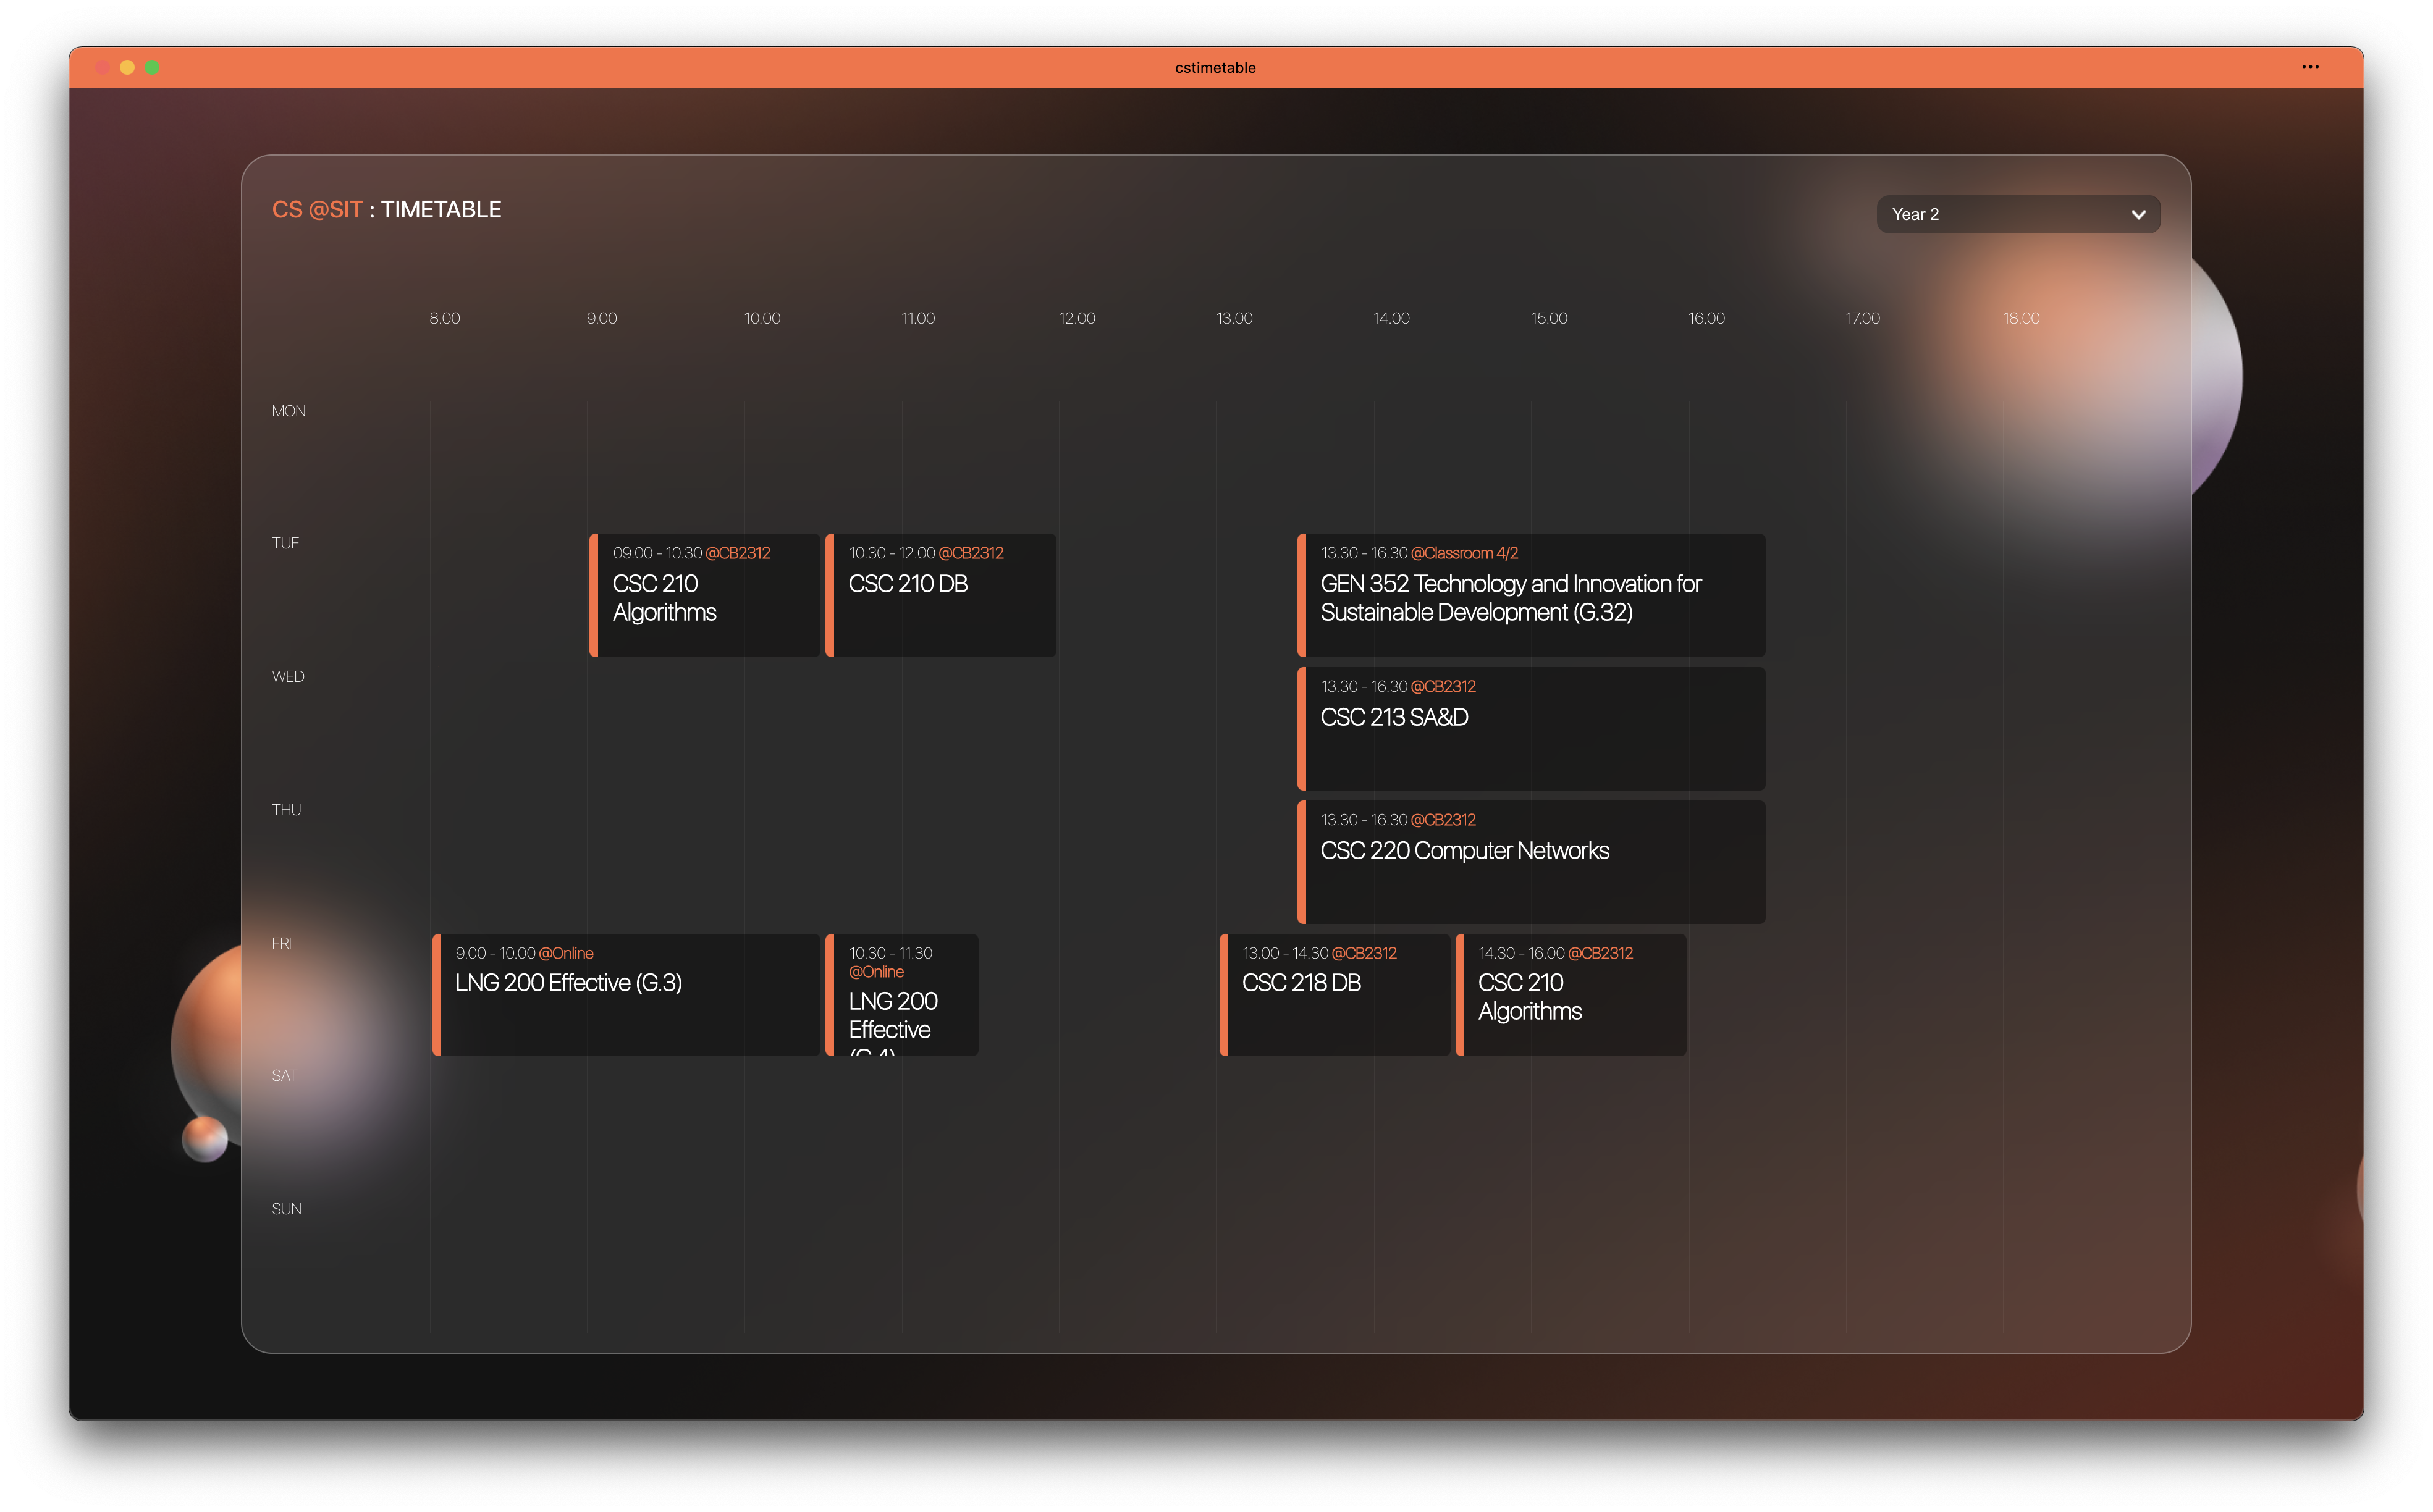 cstimetable
CS @SIT : TIMETABLE
Year 2
8.00 9.00 10.00 11.00 12.00 13.00 14.00 15.00 16.00 17.00 18.00
MON
TUE
09.00 - 10.30 @CB2312
CSC 210
Algorithms
10.30 - 12.00 @CB2312
CSC 210 DB
13.30 - 16.30 @Classroom 4/2
GEN 352 Technology and Innovation for
Sustainable Development (G.32)
WED
13.30 - 16.30 @CB2312
CSC 213 SA&D
THU
13.30 - 16.30 @CB2312
CSC 220 Computer Networks
FRI
9.00 - 10.00 @Online
LNG 200 Effective (G.3)
10.30 - 11.30
@Online
LNG 200
Effective
(G.4)
13.00 - 14.30 @CB2312
CSC 218 DB
14.30 - 16.00 @CB2312
CSC 210
Algorithms
SAT
SUN